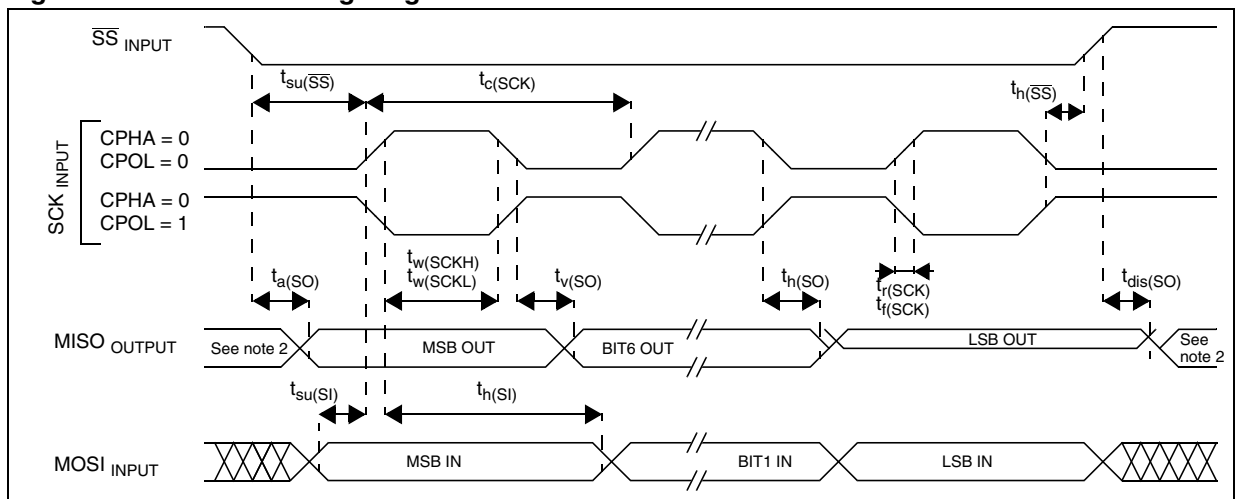 SS INPUT
tsu(SS)
tc(SCK)
th(SS)
SCK INPUT
CPHA = 0
CPOL = 0
CPHA = 0
CPOL = 1
ta(SO)
tw(SCKH)
tw(SCKL)
tv(SO)
th(SO)
tr(SCK)
tf(SCK)
tdis(SO)
MISO OUTPUT
See note 2
MSB OUT
BIT6 OUT
LSB OUT
See
note 2
tsu(SI)
th(SI)
MOSI INPUT
MSB IN
BIT1 IN
LSB IN